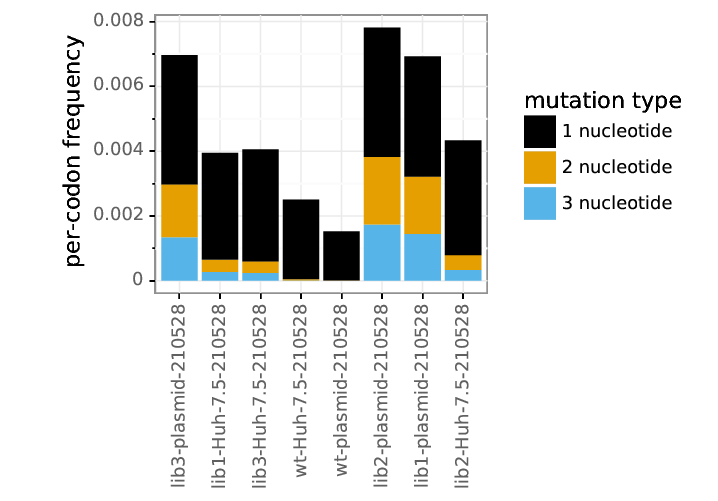 per-codon frequency
0.008
0.006
0.004
0.002
0
lib3-plasmid-210528
lib1-Huh-7.5-210528
lib3-Huh-7.5-210528
wt-Huh-7.5-210528
wt-plasmid-210528
lib2-plasmid-210528
lib1-plasmid-210528
lib2-Huh-7.5-210528
mutation type
1 nucleotide
2 nucleotide
3 nucleotide